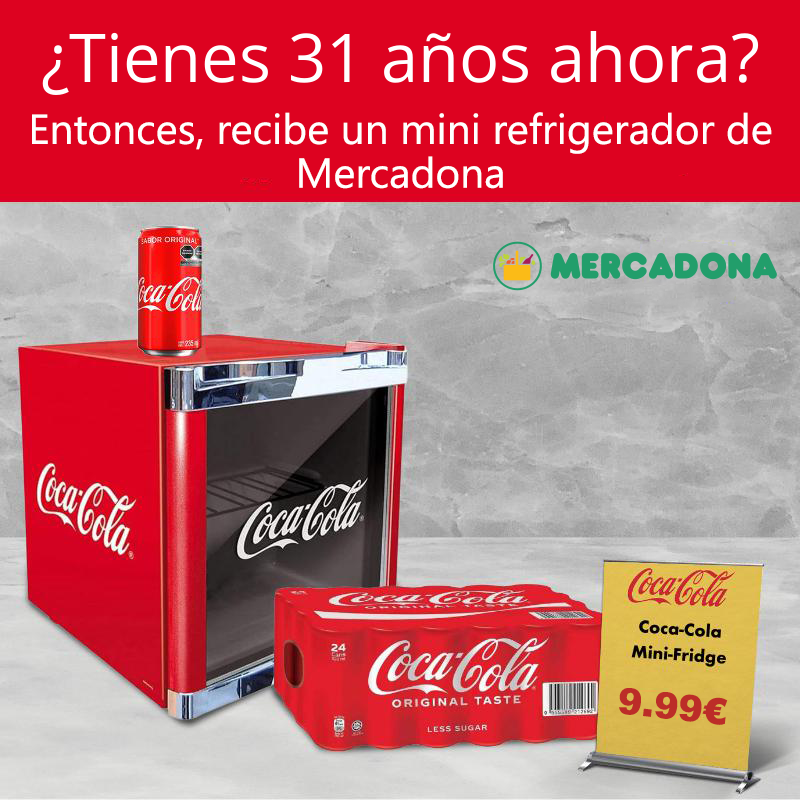 ¿Tienes 31 años ahora?
Entonces, recibe un mini refrigerador de
Mercadona
MERCADONA
SABOR ORIGINAL
Coca-Cola
235 ml
Coca-Cola
Coca-Cola
Coca-Cola
ORIGINAL TASTE
24
Coca-Cola
ORIGINAL TASTE
LESS SUGAR
Coca-Cola
Coca-Cola
Mini-Fridge
9.99€